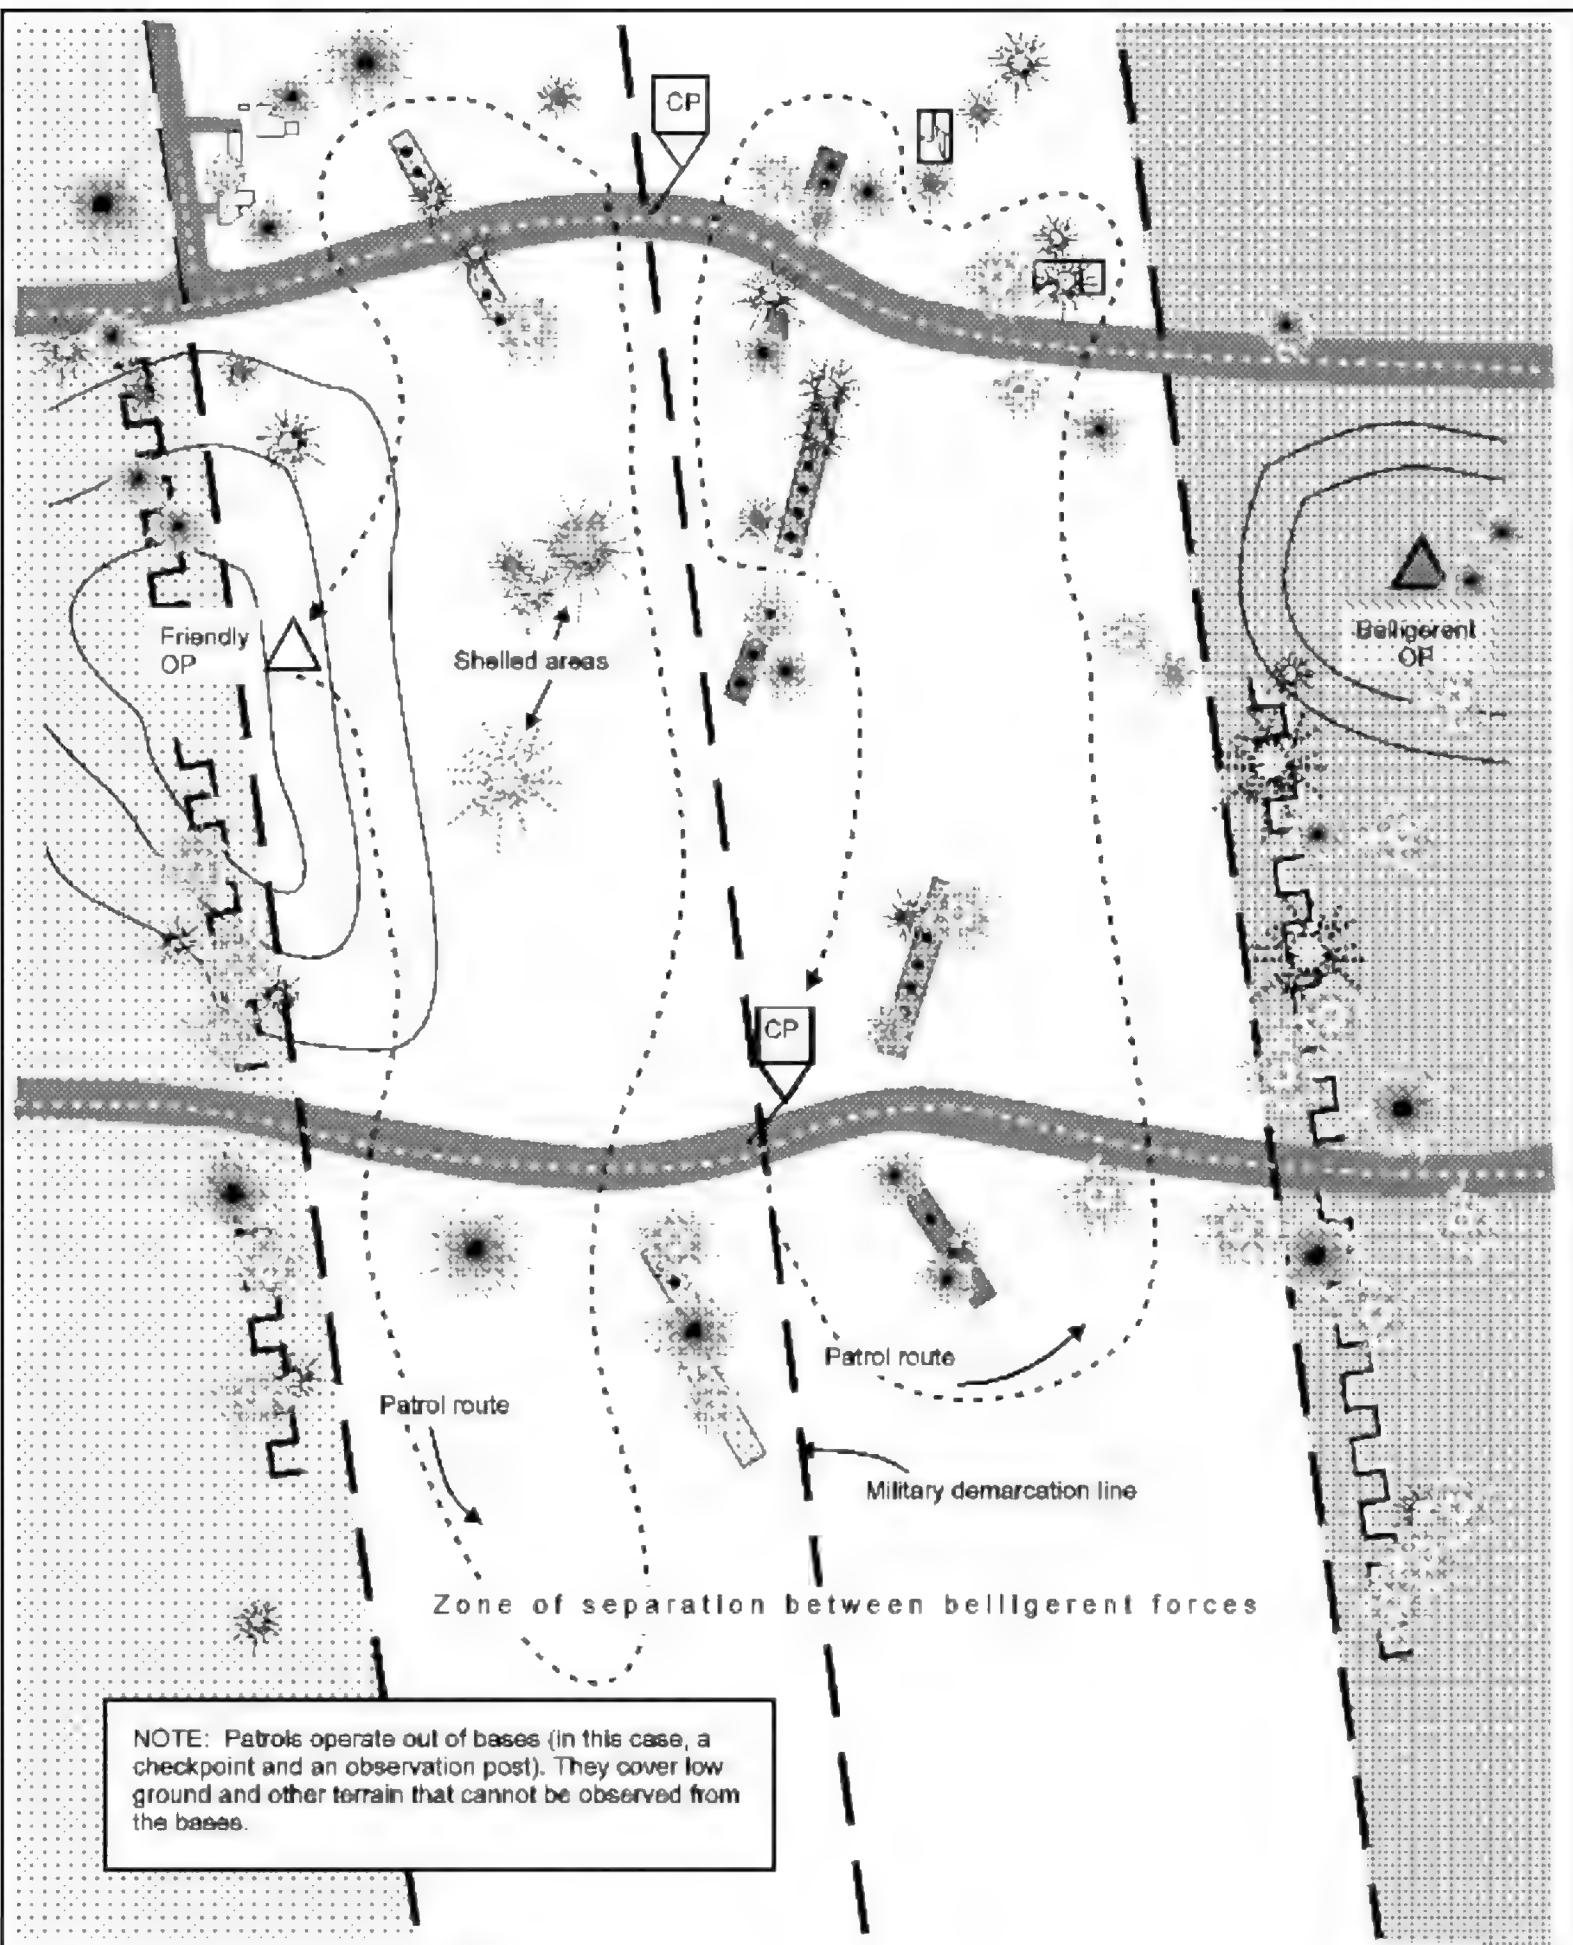 CP
Friendly
OP
Shelled areas
Belligerent
OP
CP
Patrol route
Patrol route
Military demarcation line
Zone of separation between belligerent forces
NOTE: Patrols operate out of bases (in this case, a
checkpoint and an observation post). They cover low
ground and other terrain that cannot be observed from
the bases.